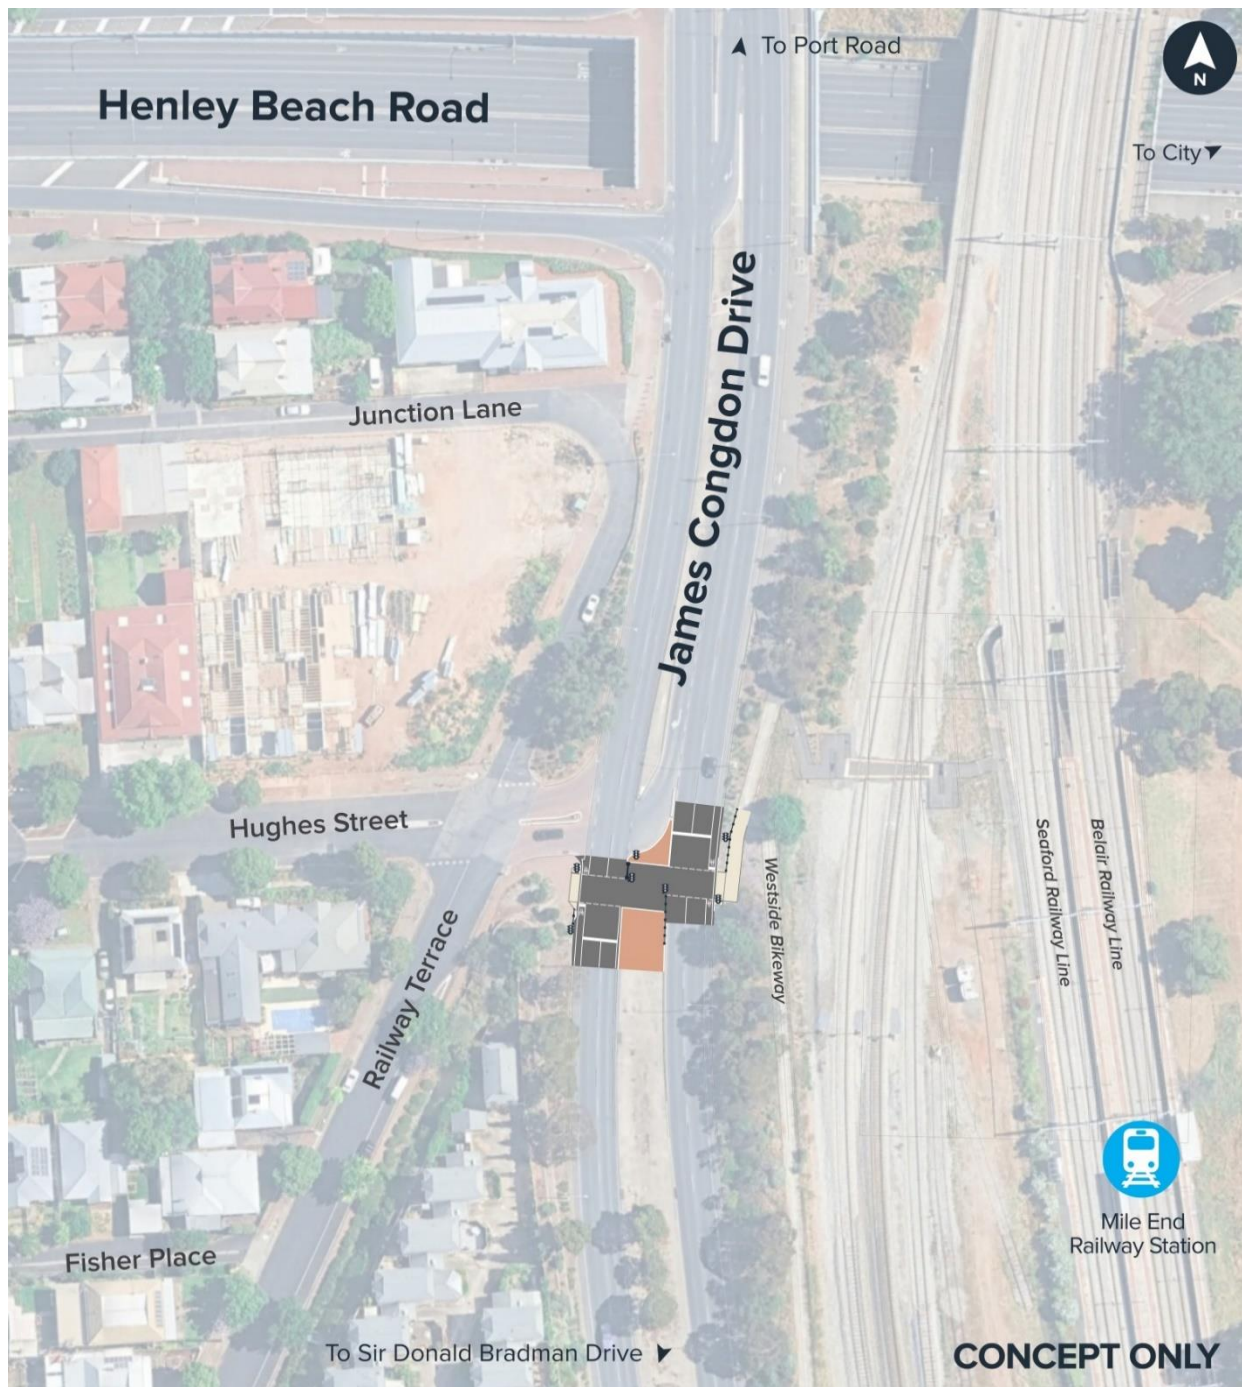 To Port Road
N
Henley Beach Road
To City
James Congdon Drive
Junction Lane
Hughes Street
Seaford Railway Line
Belair Railway Line
Westside Bikeway
Railway Terrace
Mile End
Railway Station
Fisher Place
To Sir Donald Bradman Drive
CONCEPT ONLY